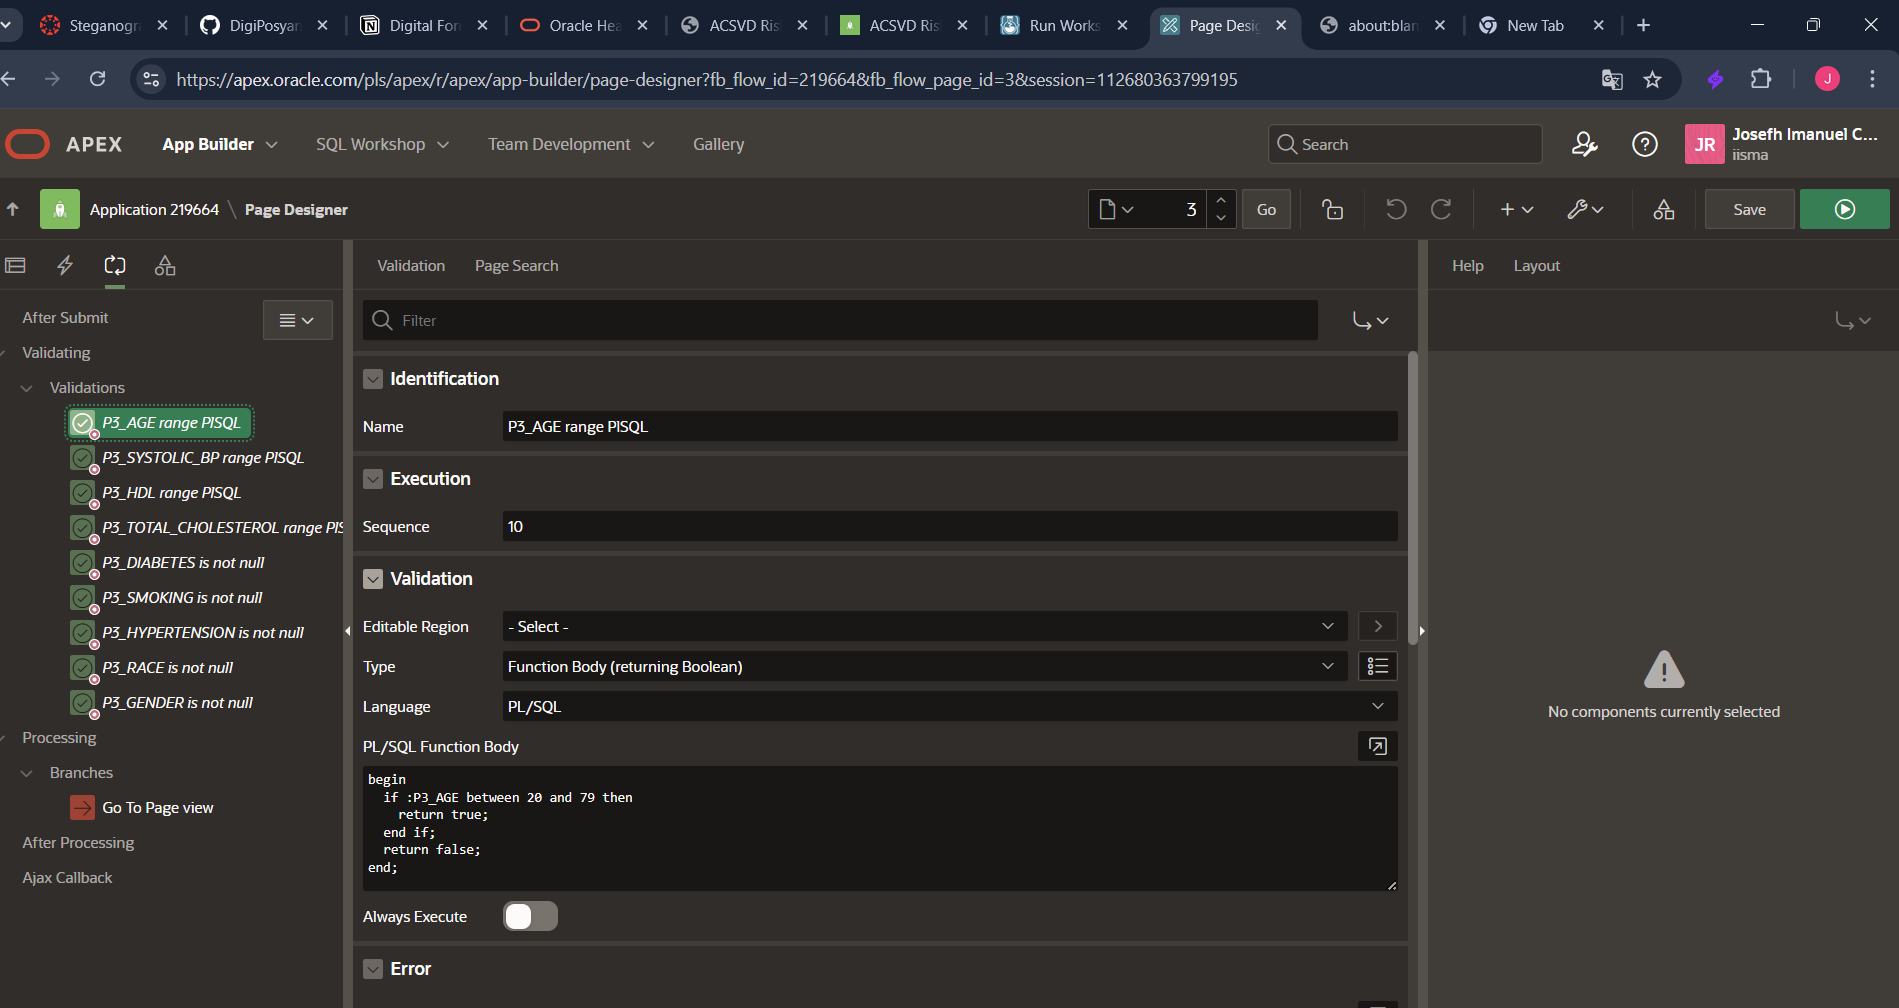 Steganogr
DigiPosyan
Digital For
Oracle Hea
ACSVD Ris
ACSVD Ris
Run Works
Page Desig
about:blan
New Tab
https://apex.oracle.com/pls/apex/r/apex/app-builder/page-designer?fb_flow_id=219664&fb_flow_page_id=3&session=112680363799195
J
APEX
App Builder
SQL Workshop
Team Development
Gallery
Search
JR
Josefh Imanuel C...
iisma
Application 219664 \ Page Designer
3
Go
Save
Validation
Page Search
Help
Layout
After Submit
Validating
Validations
P3_AGE range PlSQL
P3_SYSTOLIC_BP range PlSQL
P3_HDL range PlSQL
P3_TOTAL_CHOLESTEROL range PlS
P3_DIABETES is not null
P3_SMOKING is not null
P3_HYPERTENSION is not null
P3_RACE is not null
P3_GENDER is not null
Processing
Branches
Go To Page view
After Processing
Ajax Callback
Filter
Identification
Name
P3_AGE range PlSQL
Execution
Sequence
10
Validation
Editable Region
- Select -
Type
Function Body (returning Boolean)
Language
PL/SQL
PL/SQL Function Body
begin
if :P3_AGE between 20 and 79 then
return true;
end if;
return false;
end;
Always Execute
Error
No components currently selected